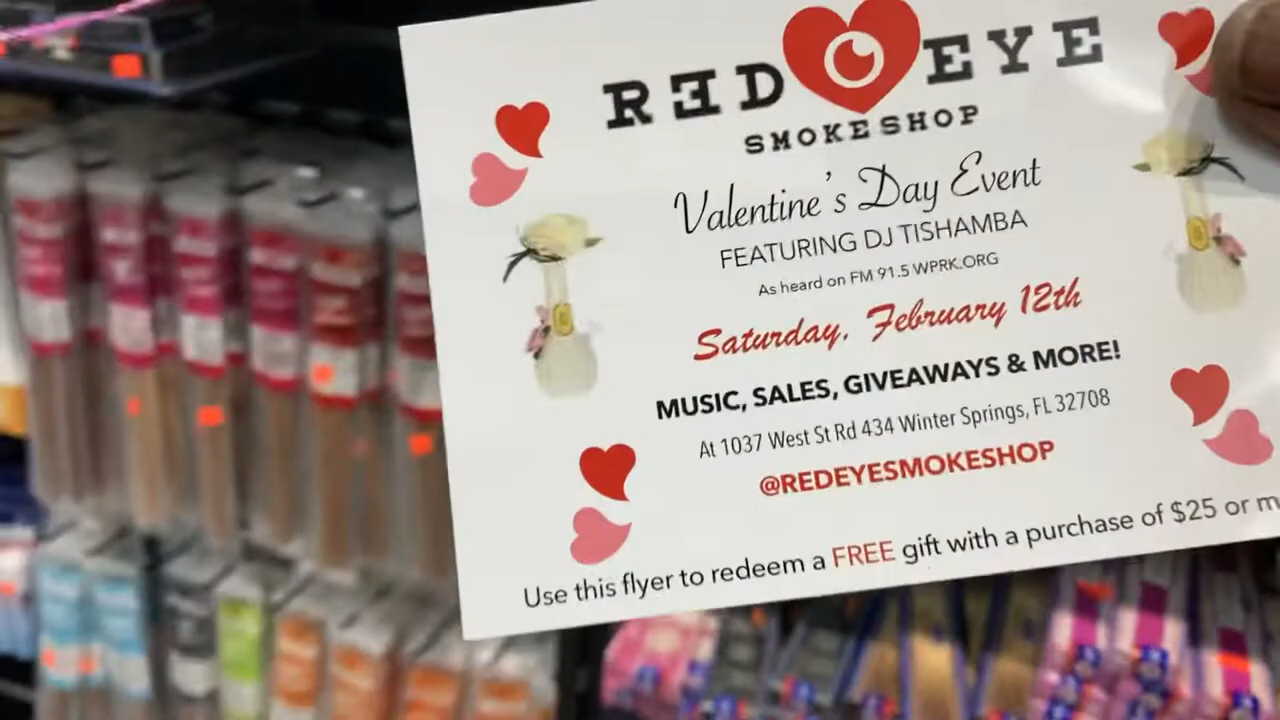 RED EYE
SMOKE SHOP
Valentine's Day Event
FEATURING DJ TISHAMBA
As heard on FM 91.5 WPRK.ORG
Saturday, February 12th
MUSIC, SALES, GIVEAWAYS & MORE!
At 1037 West St Rd 434 Winter Springs, FL 32708
@REDEYESMOKESHOP
Use this flyer to redeem a FREE gift with a purchase of $25 or m